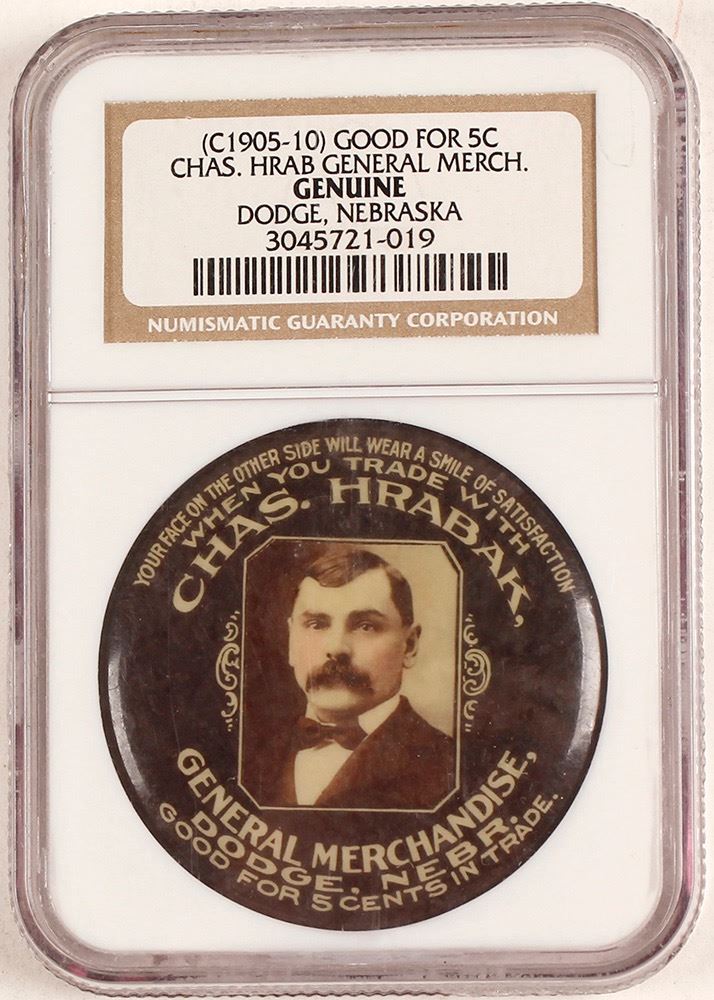 (C1905-10) GOOD FOR 5C
CHAS. HRAB GENERAL MERCH.
GENUINE
DODGE, NEBRASKA
3045721-019
NUMISMATIC GUARANTY CORPORATION
YOUR FACE ON THE OTHER SIDE WILL WEAR A SMILE OF SATISFACTION
WHEN YOU TRADE WITH
CHAS. HRABAK,
GENERAL MERCHANDISE,
DODGE, NEBR.
GOOD FOR 5 CENTS IN TRADE.